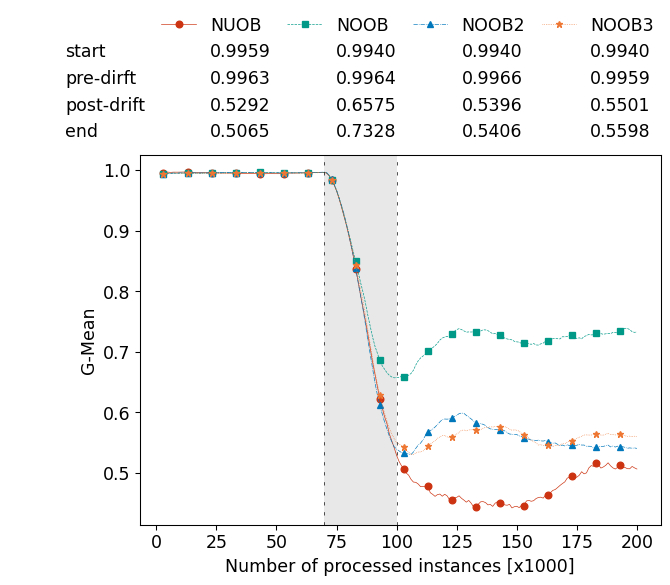 NUOB NOOB NOOB2 NOOB3
start 0.9959 0.9940 0.9940 0.9940
pre-dirft 0.9963 0.9964 0.9966 0.9959
post-drift 0.5292 0.6575 0.5396 0.5501
end 0.5065 0.7328 0.5406 0.5598
1.0
0.9
0.8
0.7
0.6
0.5
G-Mean
0 25 50 75 100 125 150 175 200
Number of processed instances [x1000]